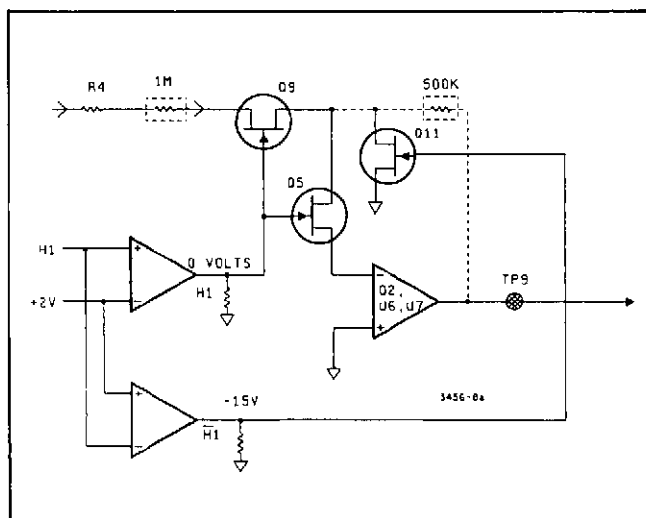 R4
1M
Q9
500K
Q11
Q5
H1
0 VOLTS
H1
+2V
-
+
+
-
Q2,
U6,U7
TP9
+
-
-15V
H1
3456-8a